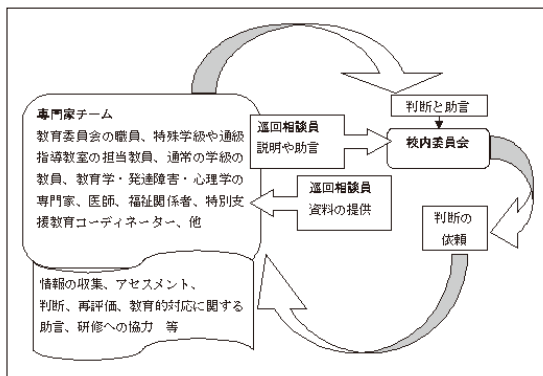 専門家チーム
教育委員会の職員、特殊学級や通級
指導教室の担当教員、通常の学級の
教員、教育学・発達障害・心理学の
専門家、医師、福祉関係者、特別支
援教育コーディネーター、他
情報の収集、アセスメント、
判断、再評価、教育的対応に関する
助言、研修への協力　等
巡回相談員
説明や助言
巡回相談員
資料の提供
判断と助言
校内委員会
判断の
依頼